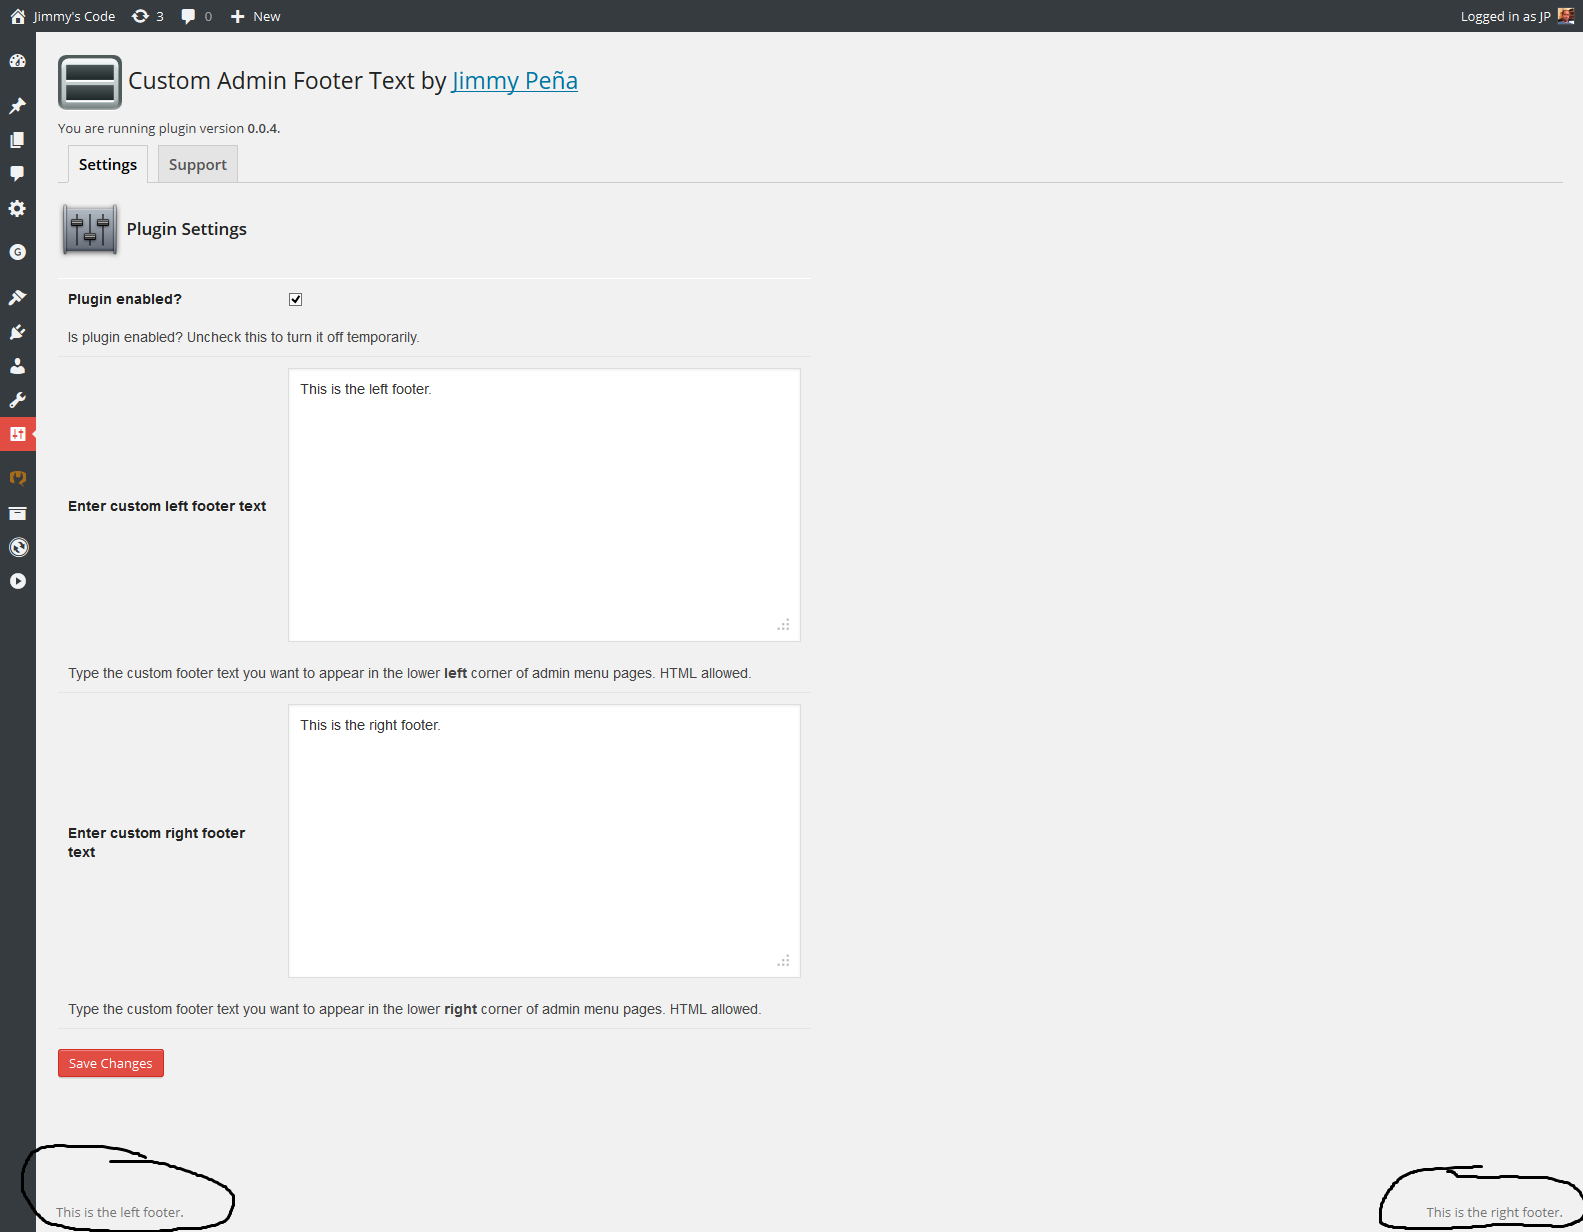 Jimmy's Code 3 0 New Logged in as JP
Custom Admin Footer Text by Jimmy Peña
You are running plugin version 0.0.4.
Settings Support
G
Plugin Settings
Plugin enabled?
Is plugin enabled? Uncheck this to turn it off temporarily.
This is the left footer.
Enter custom left footer text
Type the custom footer text you want to appear in the lower left corner of admin menu pages. HTML allowed.
This is the right footer.
Enter custom right footer
text
Type the custom footer text you want to appear in the lower right corner of admin menu pages. HTML allowed.
Save Changes
This is the left footer. This is the right footer.